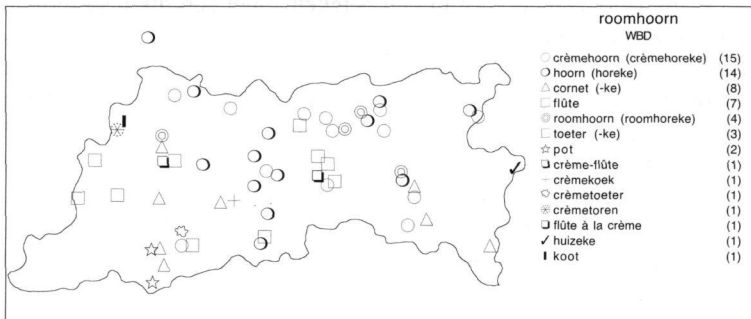 roomhoorn
WBD
crèmehoorn (crèmehoreke) (15)
hoorn (horeke) (14)
cornet (-ke) (8)
flûte (7)
roomhoorn (roomhoreke) (4)
toeter (-ke) (3)
pot (2)
crème-flûte (1)
crèmekoek (1)
crèmetoeter (1)
crèmetoren (1)
flûte à la crème (1)
huizeke (1)
koot (1)